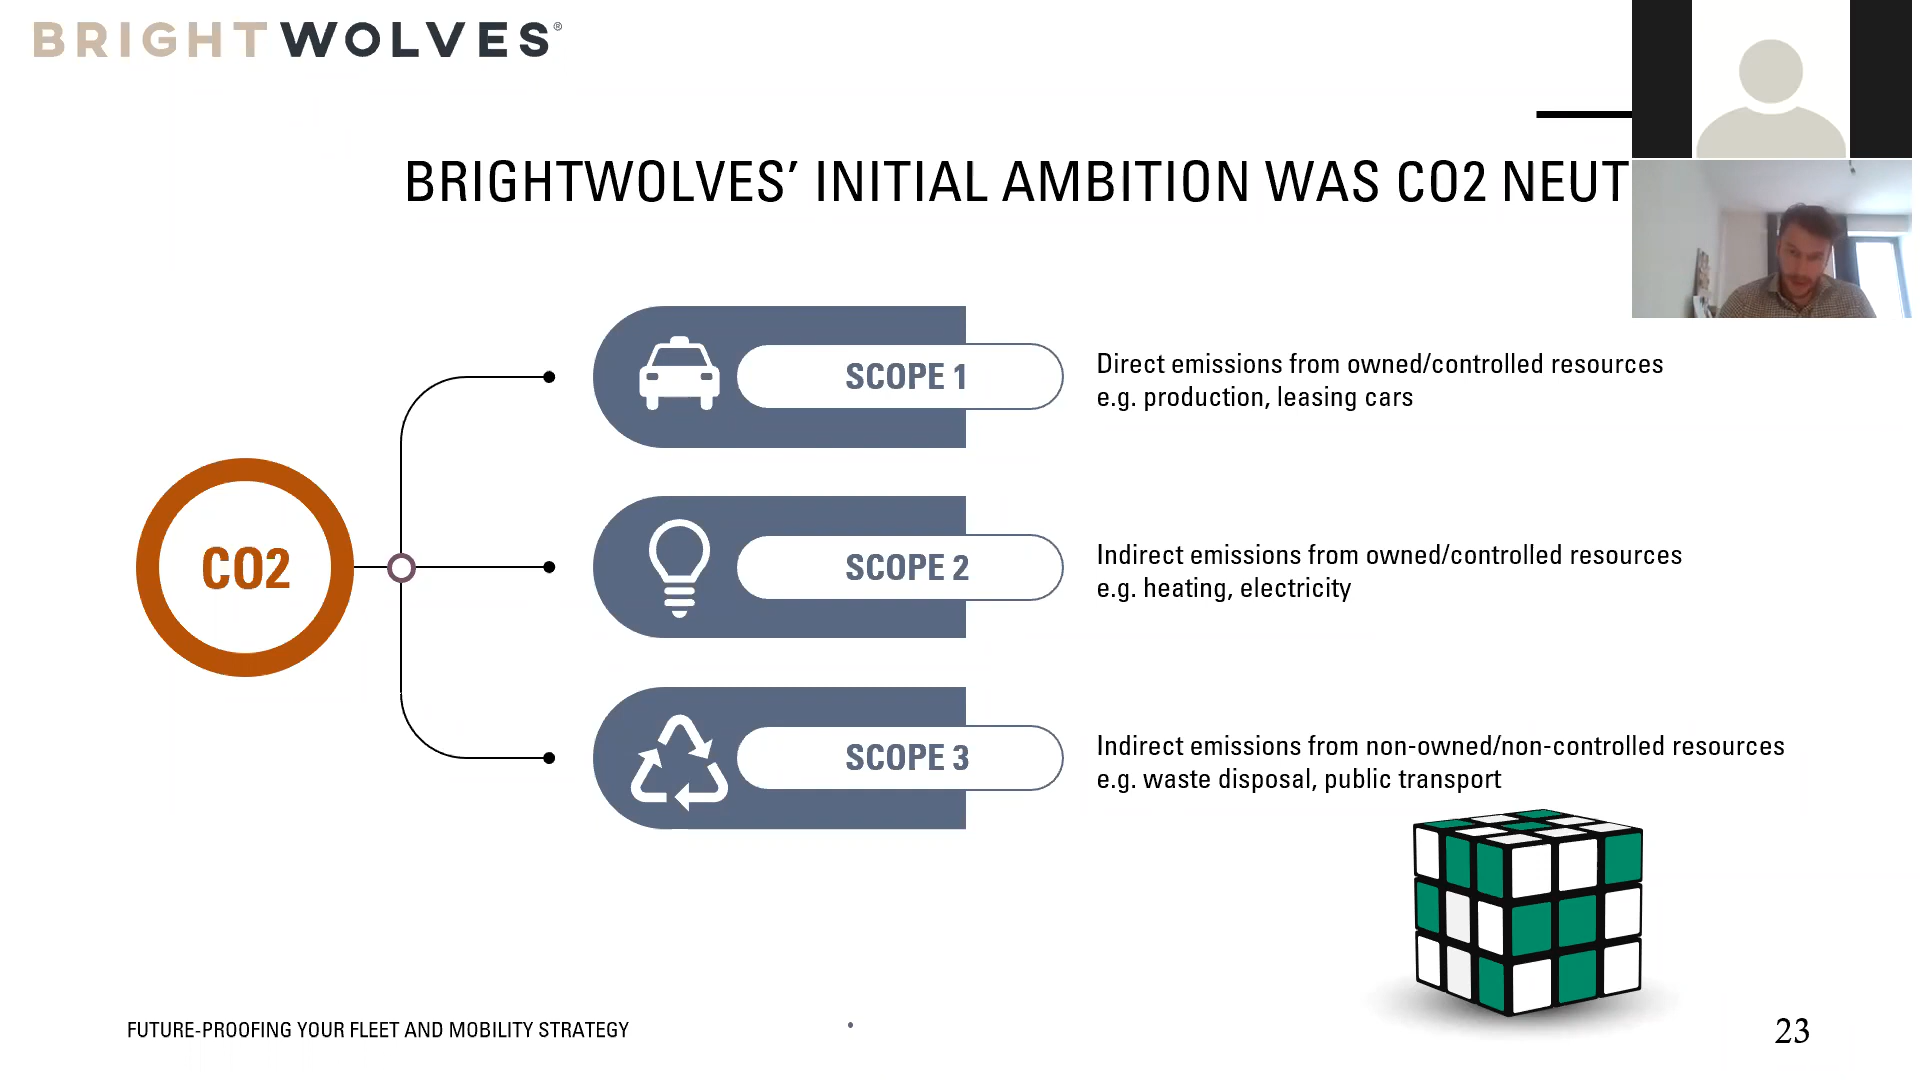 BRIGHTWOLVES®
BRIGHTWOLVES’ INITIAL AMBITION WAS CO2 NEUT
SCOPE 1
Direct emissions from owned/controlled resources
e.g. production, leasing cars
CO2
SCOPE 2
Indirect emissions from owned/controlled resources
e.g. heating, electricity
SCOPE 3
Indirect emissions from non-owned/non-controlled resources
e.g. waste disposal, public transport
FUTURE-PROOFING YOUR FLEET AND MOBILITY STRATEGY
23